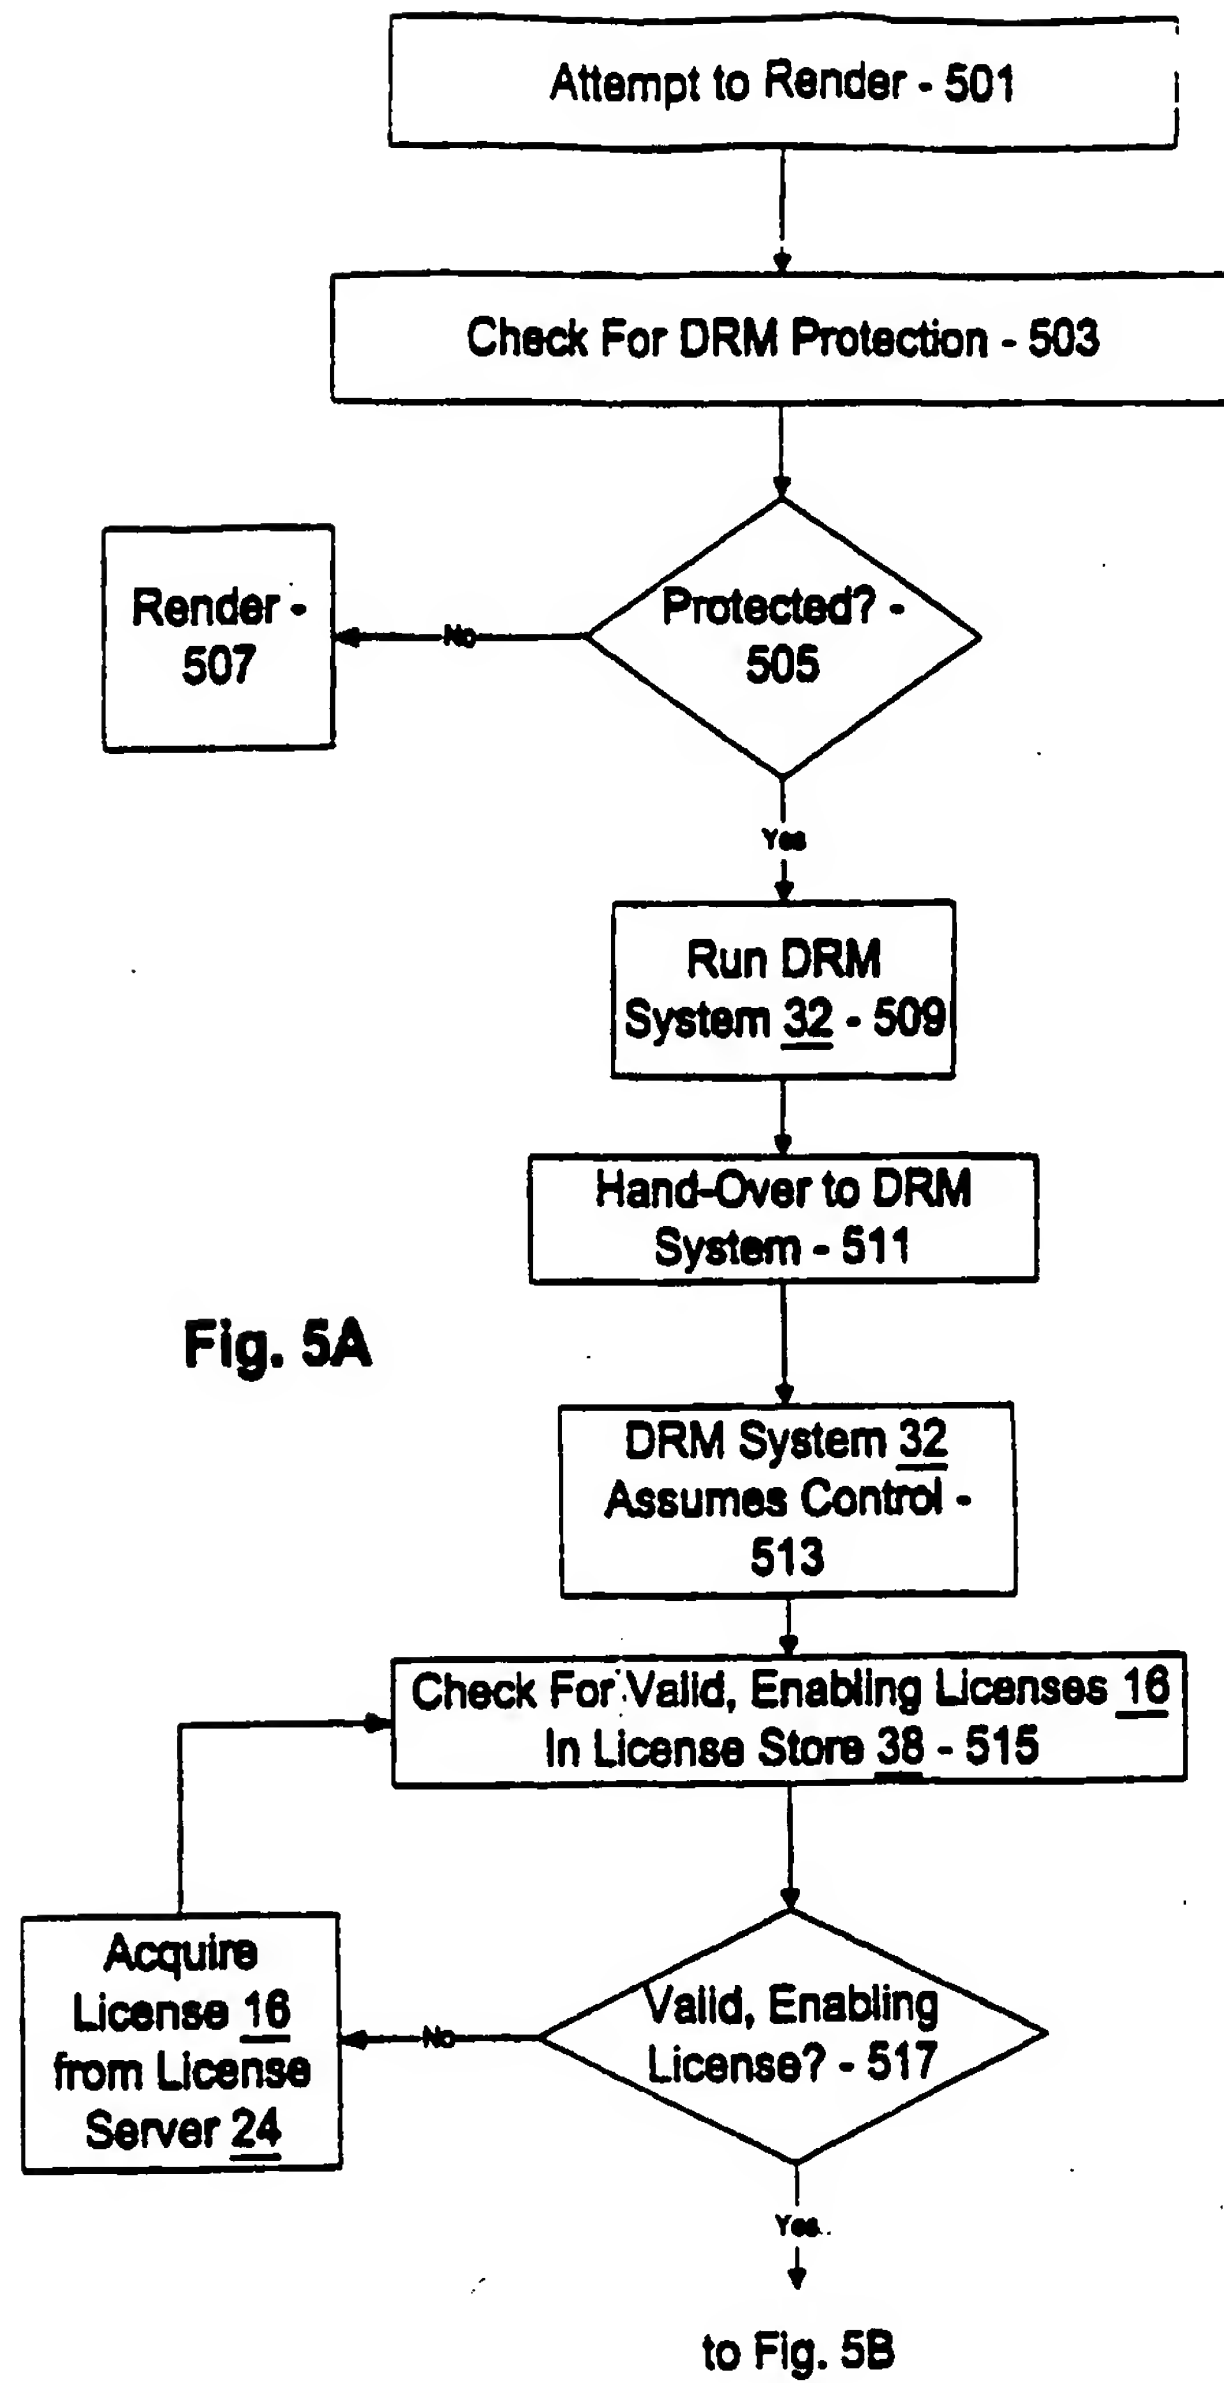 Attempt to Render - 501
Check For DRM Protection - 503
Render -
507
No
Protected? -
505
Yes
Run DRM
System 32 - 509
Hand-Over to DRM
System - 511
Fig. 5A
DRM System 32
Assumes Control -
513
Check For Valid, Enabling Licenses 16
In License Store 38 - 515
Acquire
License 16
from License
Server 24
No
Valid, Enabling
License? - 517
Yes
to Fig. 5B